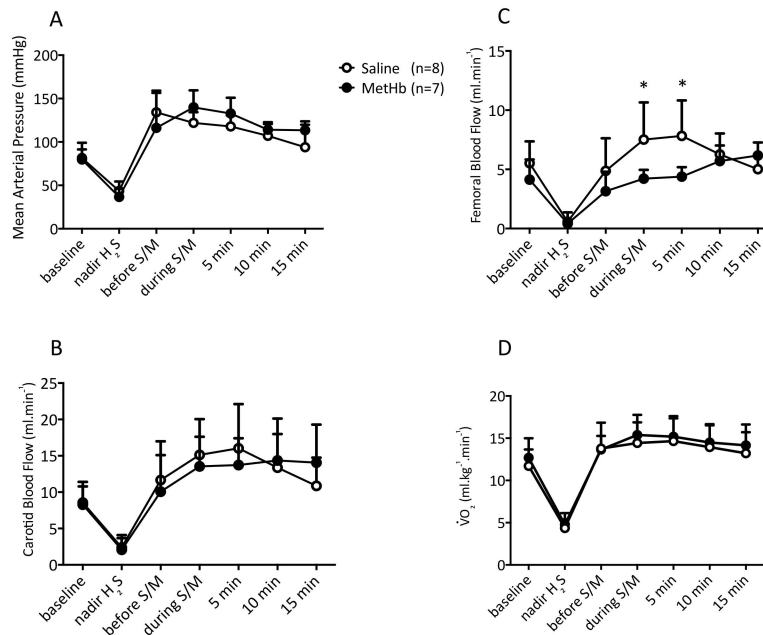 A
Mean Arterial Pressure (mmHg)
200
150
100
50
0
baseline
nadir H₂S
before S/M
during S/M
5 min
10 min
15 min
Saline (n=8)
MetHb (n=7)
C
Femoral Blood Flow (ml.min⁻¹)
15
10
5
0
* *
baseline
nadir H₂S
before S/M
during S/M
5 min
10 min
15 min
B
Carotid Blood Flow (ml.min⁻¹)
25
20
15
10
5
0
baseline
nadir H₂S
before S/M
during S/M
5 min
10 min
15 min
D
V̇O₂ (ml.kg⁻¹.min⁻¹)
25
20
15
10
5
0
baseline
nadir H₂S
before S/M
during S/M
5 min
10 min
15 min